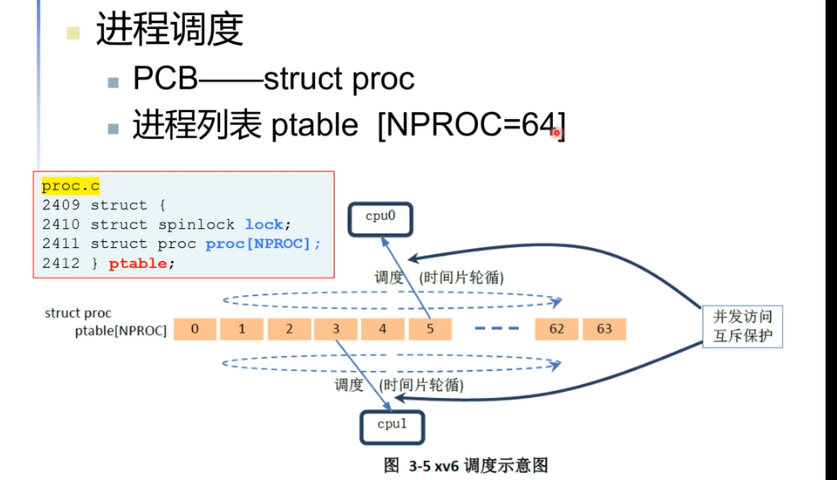 进程调度
PCB——struct proc
进程列表 ptable [NPROC=64]
proc.c
2409 struct {
2410 struct spinlock lock;
2411 struct proc proc[NPROC];
2412 } ptable;
cpu0
调度 (时间片轮循)
struct proc
ptable[NPROC]
0 1 2 3 4 5 62 63
并发访问
互斥保护
调度 (时间片轮循)
cpu1
图 3-5 xv6 调度示意图